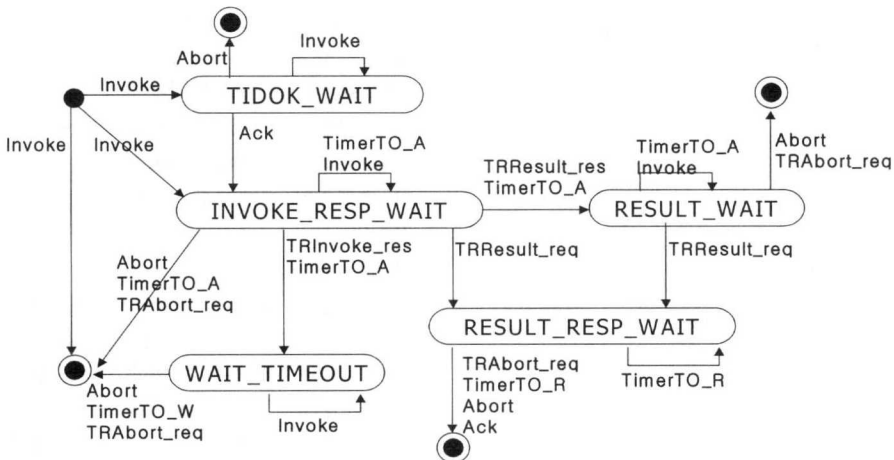 Abort
Invoke
Invoke
TIDOK_WAIT
Invoke
Invoke
Ack
TimerTO_A
Invoke
INVOKE_RESP_WAIT
TRResult_res
TimerTO_A
TimerTO_A
Invoke
Abort
TRAbort_req
RESULT_WAIT
Abort
TimerTO_A
TRAbort_req
TRInvoke_res
TimerTO_A
TRResult_req
TRResult_req
RESULT_RESP_WAIT
WAIT_TIMEOUT
Abort
TimerTO_W
TRAbort_req
Invoke
TRAbort_req
TimerTO_R
Abort
Ack
TimerTO_R